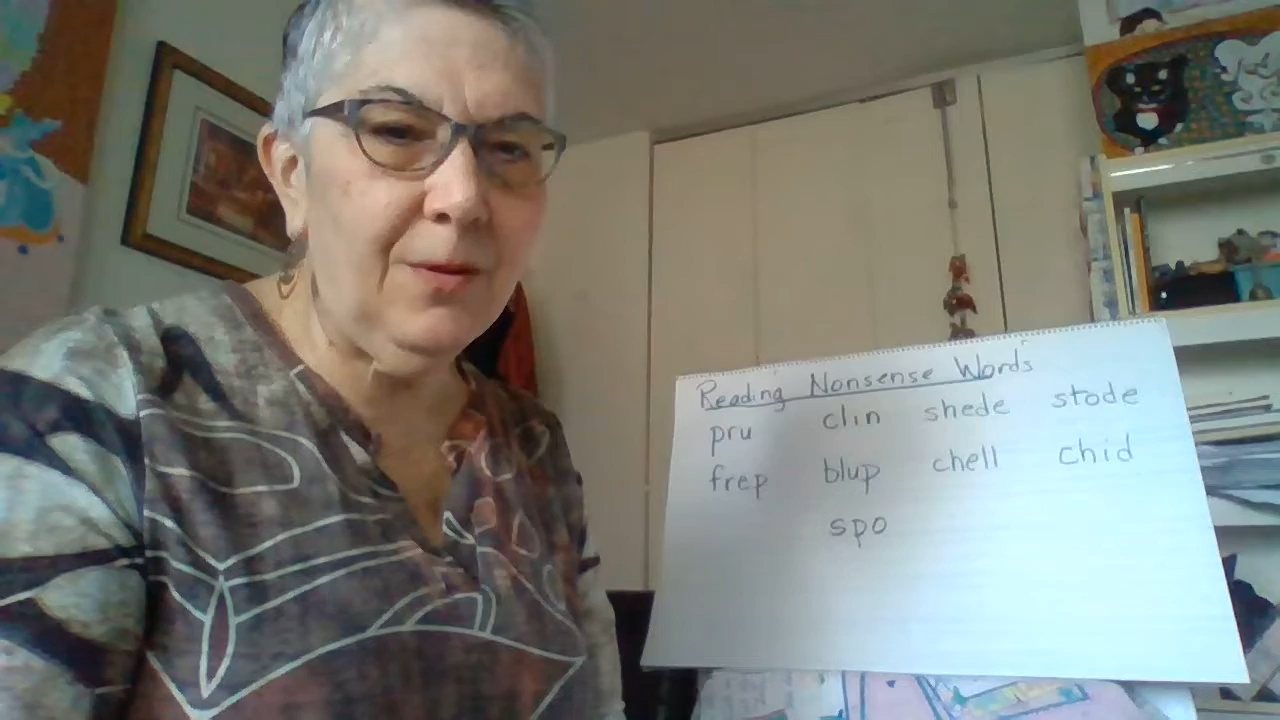 Reading Nonsense Words
pru clin shede stode
frep blup chell chid
spo